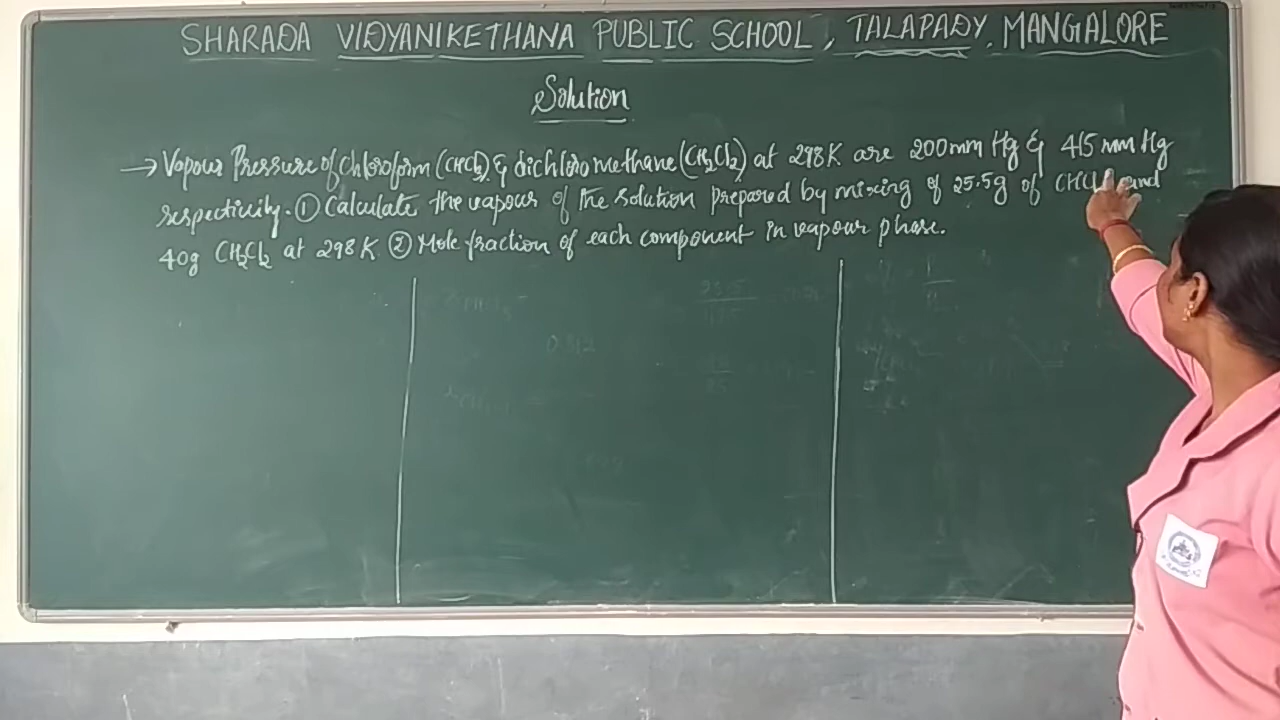 SHARADA VIDYANIKETHANA PUBLIC SCHOOL, TALAPADY, MANGALORE
Solution
→ Vapour Pressure of chloroform (CHCl3) & dichloromethane (CH2Cl2) at 298K are 200mm Hg & 415 mm Hg
respectivity. ① Calculate the vapour of the solution prepared by mixing of 25.5g of CHCl and
40g CH2Cl2 at 298 K ② Mole fraction of each component in vapour phase.